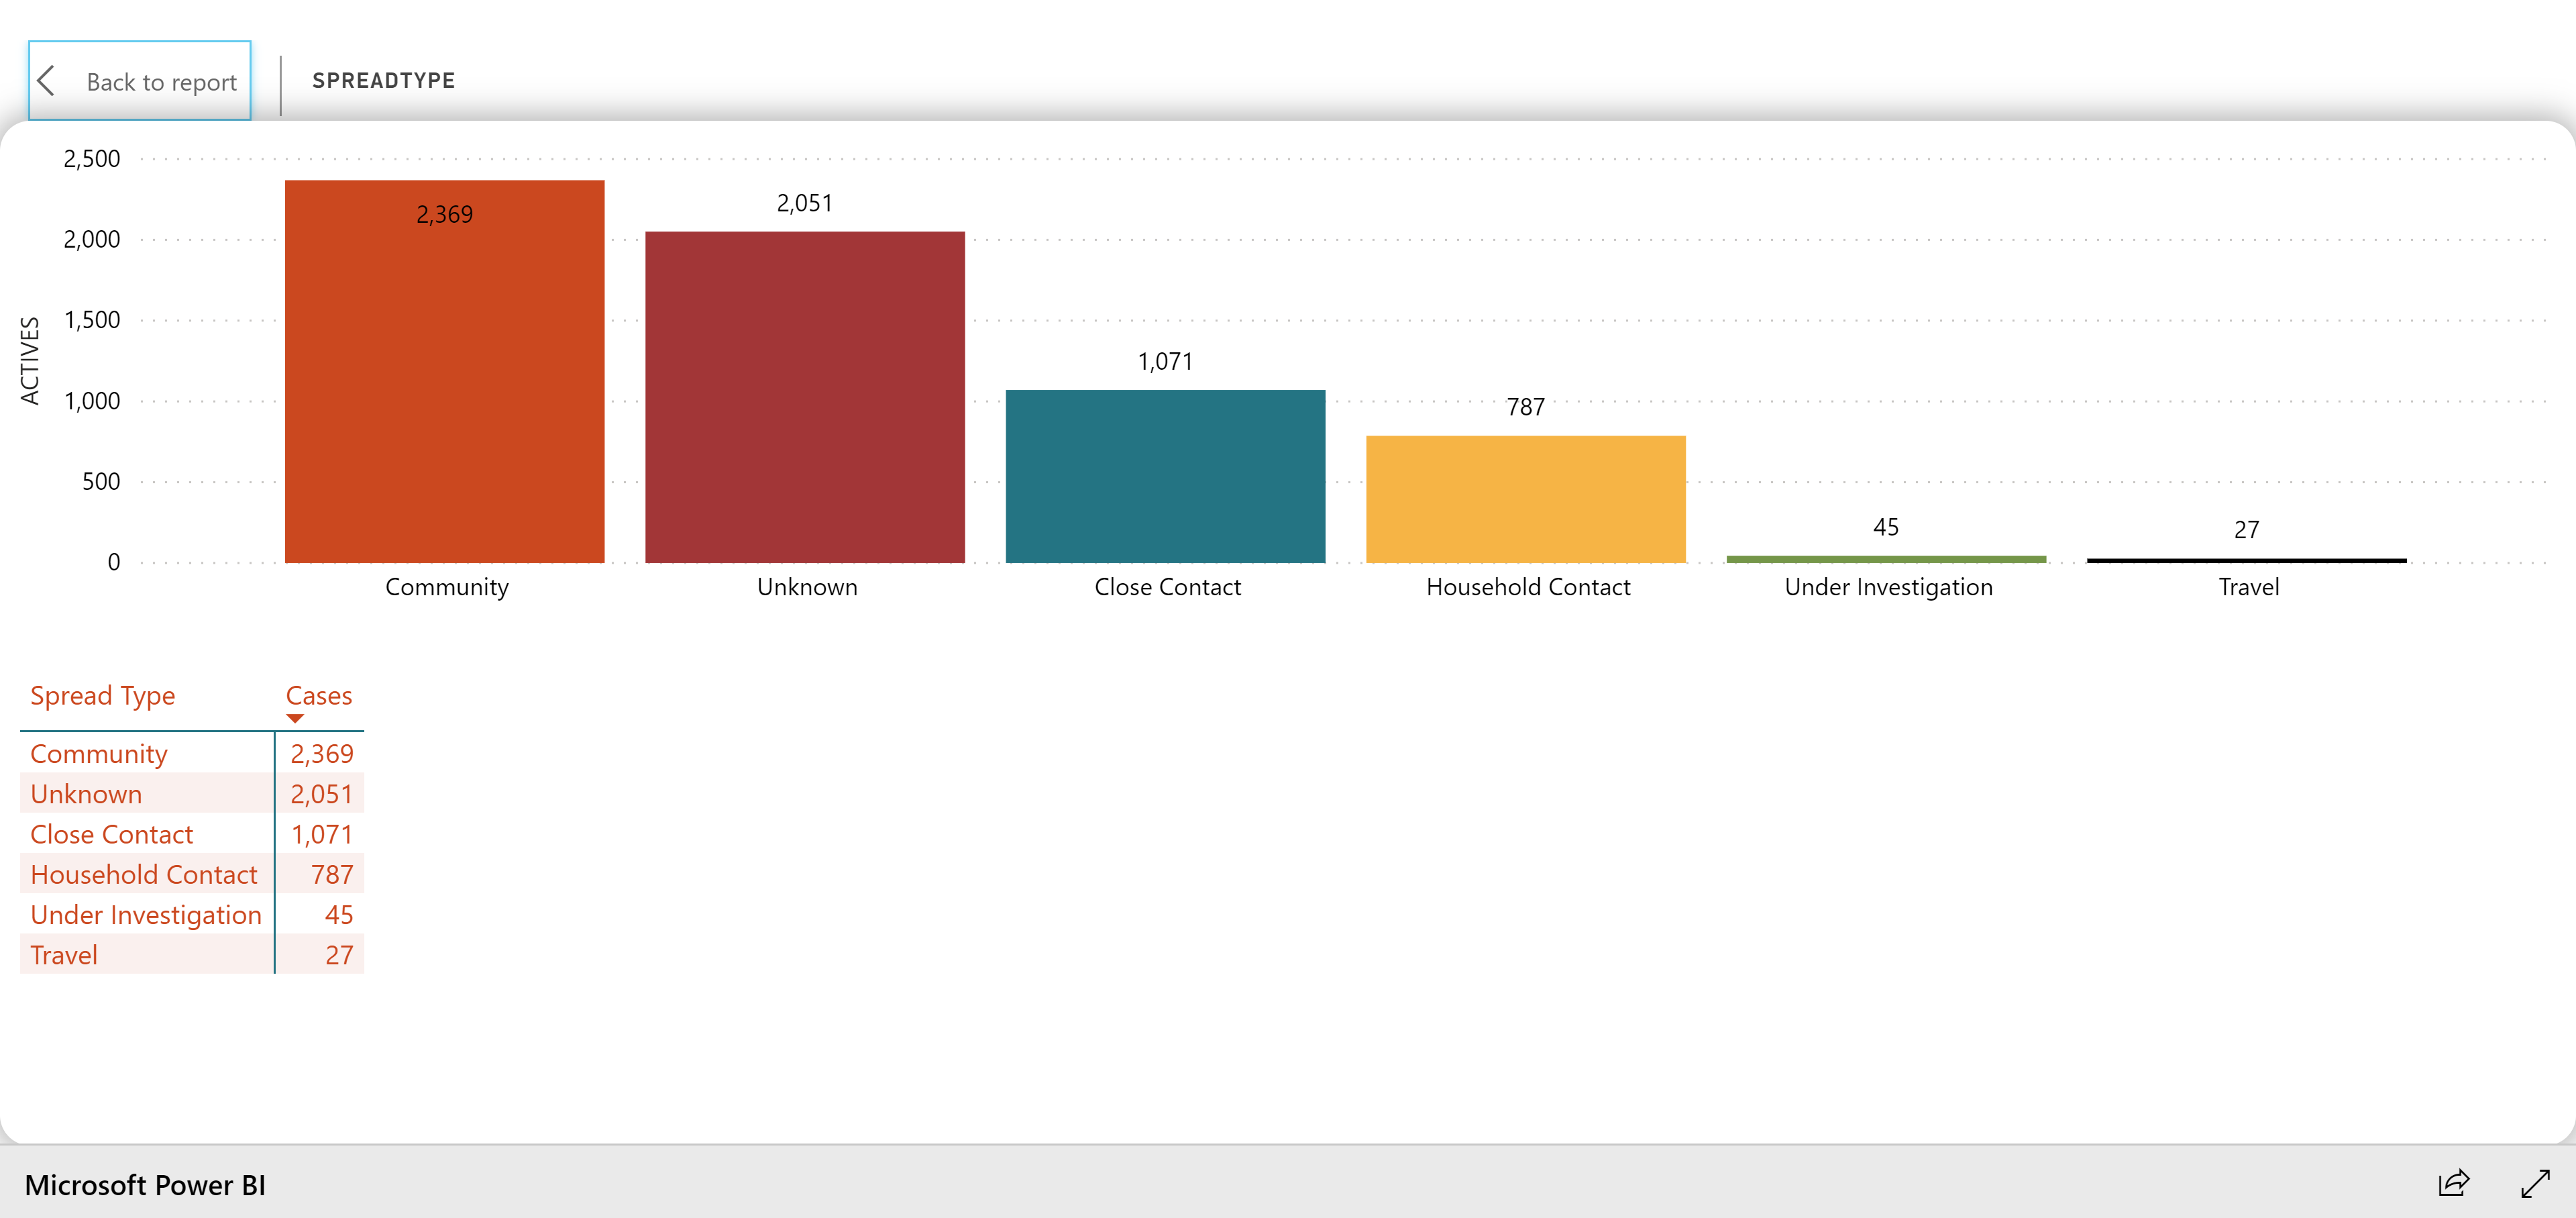 Back to report
SPREADTYPE
ACTIVES
2,500
2,000
1,500
1,000
500
0
2,369
2,051
1,071
787
45
27
Community
Unknown
Close Contact
Household Contact
Under Investigation
Travel
Spread Type Cases
Community 2,369
Unknown 2,051
Close Contact 1,071
Household Contact 787
Under Investigation 45
Travel 27
Microsoft Power BI